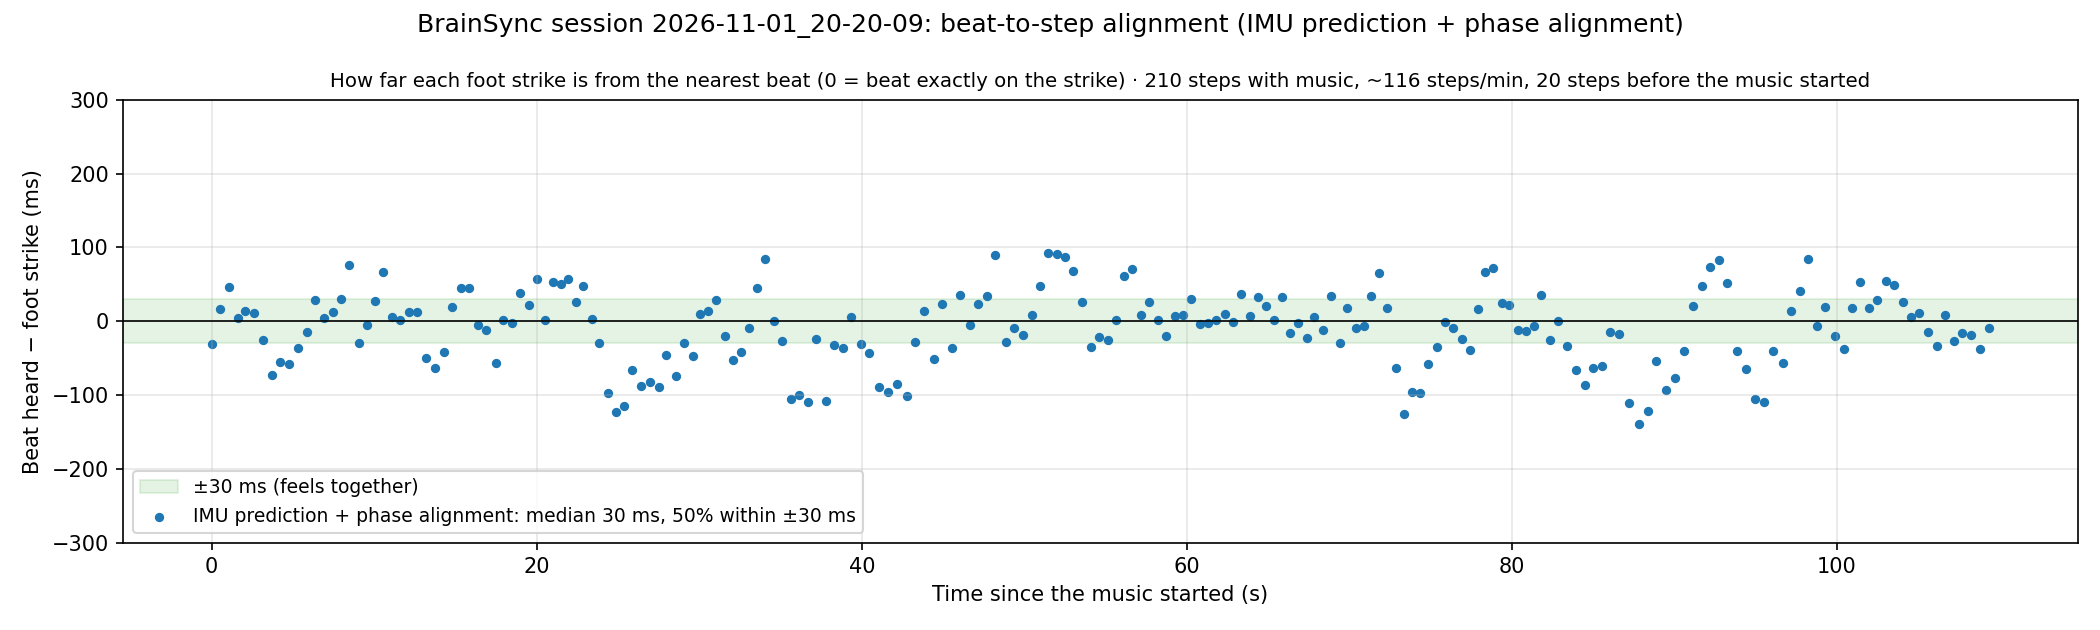 BrainSync session 2026-11-01_20-20-09: beat-to-step alignment (IMU prediction + phase alignment)
How far each foot strike is from the nearest beat (0 = beat exactly on the strike) · 210 steps with music, ~116 steps/min, 20 steps before the music started
Beat heard − foot strike (ms)
300
200
100
0
−100
−200
−300
±30 ms (feels together)
IMU prediction + phase alignment: median 30 ms, 50% within ±30 ms
0
20
40
60
80
100
Time since the music started (s)